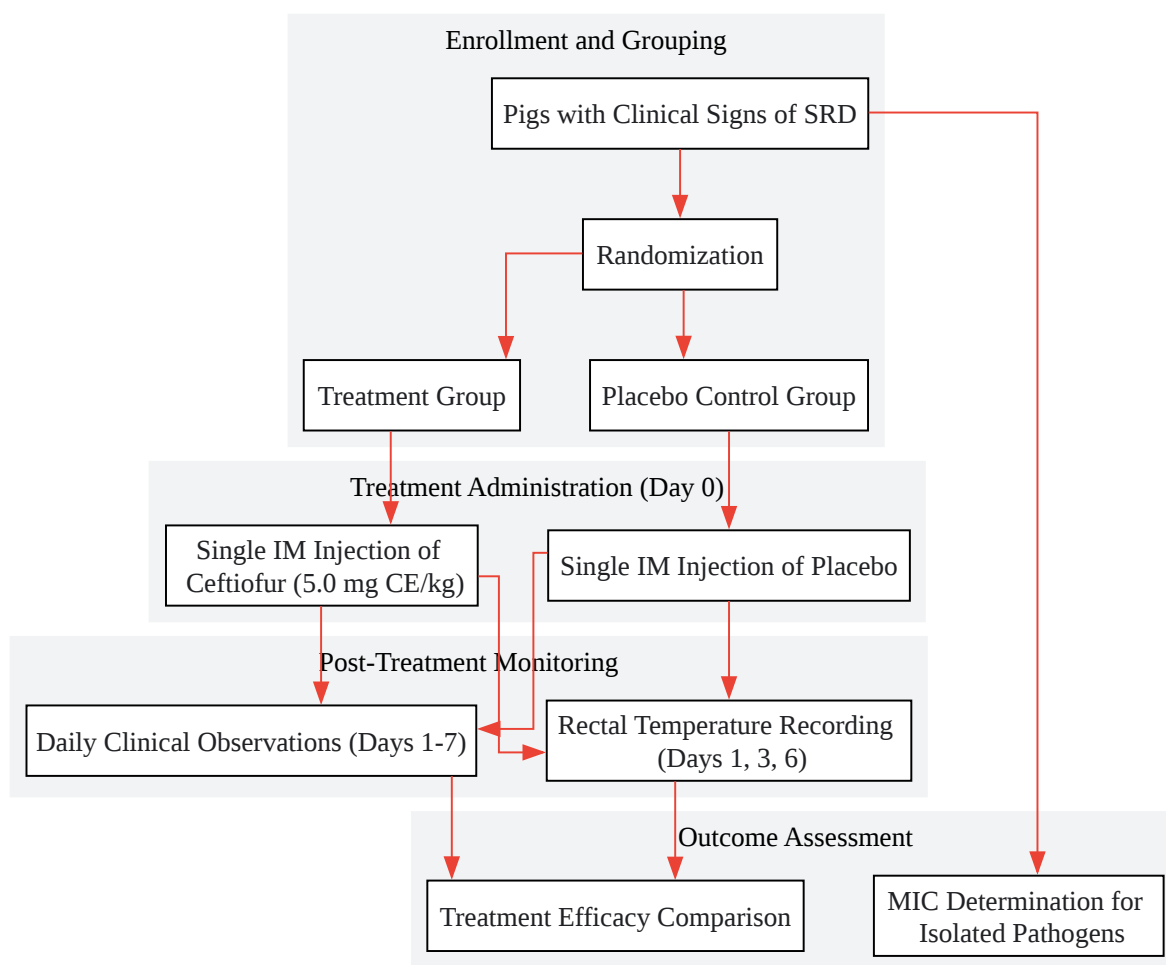 Enrollment and Grouping
Pigs with Clinical Signs of SRD
Randomization
Treatment Group
Placebo Control Group
Treatment Administration (Day 0)
Single IM Injection of
Ceftiofur (5.0 mg CE/kg)
Single IM Injection of Placebo
Post-Treatment Monitoring
Daily Clinical Observations (Days 1-7)
Rectal Temperature Recording
(Days 1, 3, 6)
Outcome Assessment
Treatment Efficacy Comparison
MIC Determination for
Isolated Pathogens